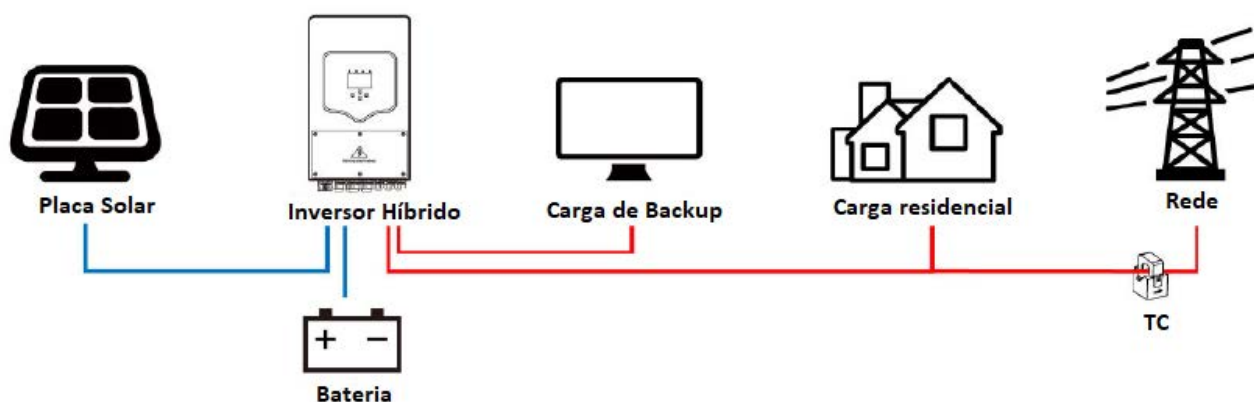 Placa Solar
Inversor Híbrido
Carga de Backup
Carga residencial
Rede
TC
+ −
Bateria